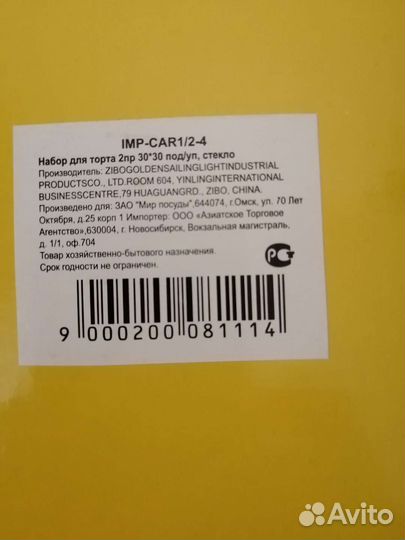 IMP-CAR1/2-4
Набор для торта 2пр 30*30 под/уп, стекло
Производитель: ZIBOGOLDENSAILINGLIGHTINDUSTRIAL
PRODUCTSCO., LTD.ROOM 604, YINLINGINTERNATIONAL
BUSINESSCENTRE,79 HUAGUANGRD., ZIBO, CHINA.
Произведено для: ЗАО "Мир посуды",644074, г.Омск, ул. 70 Лет
Октября, д.25 корп 1 Импортер: ООО «Азиатское Торговое
Агентство»,630004, г. Новосибирск, Вокзальная магистраль,
д. 1/1, оф.704
Товар хозяйственно-бытового назначения.
Срок годности не ограничен.
РСТ
9 000200 081114
Avito